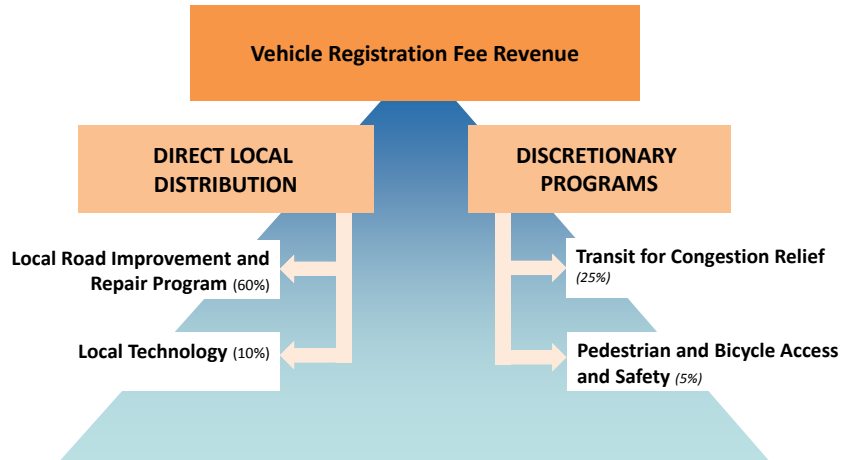 Vehicle Registration Fee Revenue
DIRECT LOCAL
DISTRIBUTION
Local Road Improvement and
Repair Program (60%)
Local Technology (10%)
DISCRETIONARY
PROGRAMS
Transit for Congestion Relief
(25%)
Pedestrian and Bicycle Access
and Safety (5%)